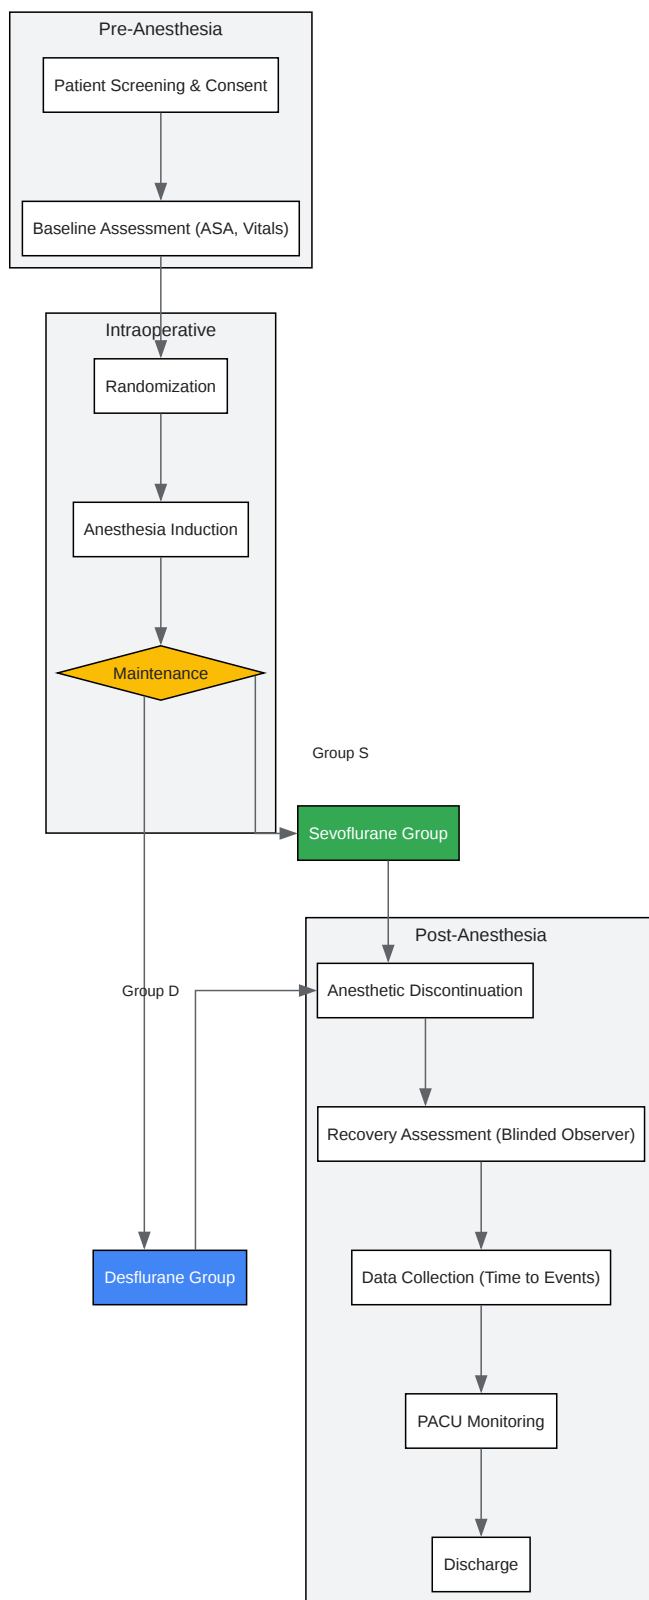 Pre-Anesthesia
Patient Screening & Consent
Baseline Assessment (ASA, Vitals)
Intraoperative
Randomization
Anesthesia Induction
Maintenance
Group S
Sevoflurane Group
Post-Anesthesia
Anesthetic Discontinuation
Group D
Recovery Assessment (Blinded Observer)
Desflurane Group
Data Collection (Time to Events)
PACU Monitoring
Discharge